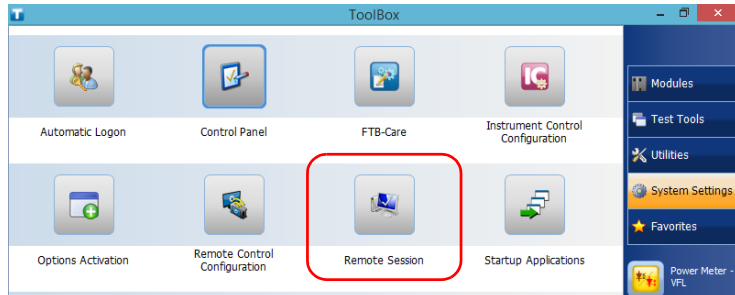 ToolBox
Automatic Logon
Control Panel
FTB-Care
Instrument Control
Configuration
Options Activation
Remote Control
Configuration
Remote Session
Startup Applications
Modules
Test Tools
Utilities
System Settings
Favorites
Power Meter -
VFL